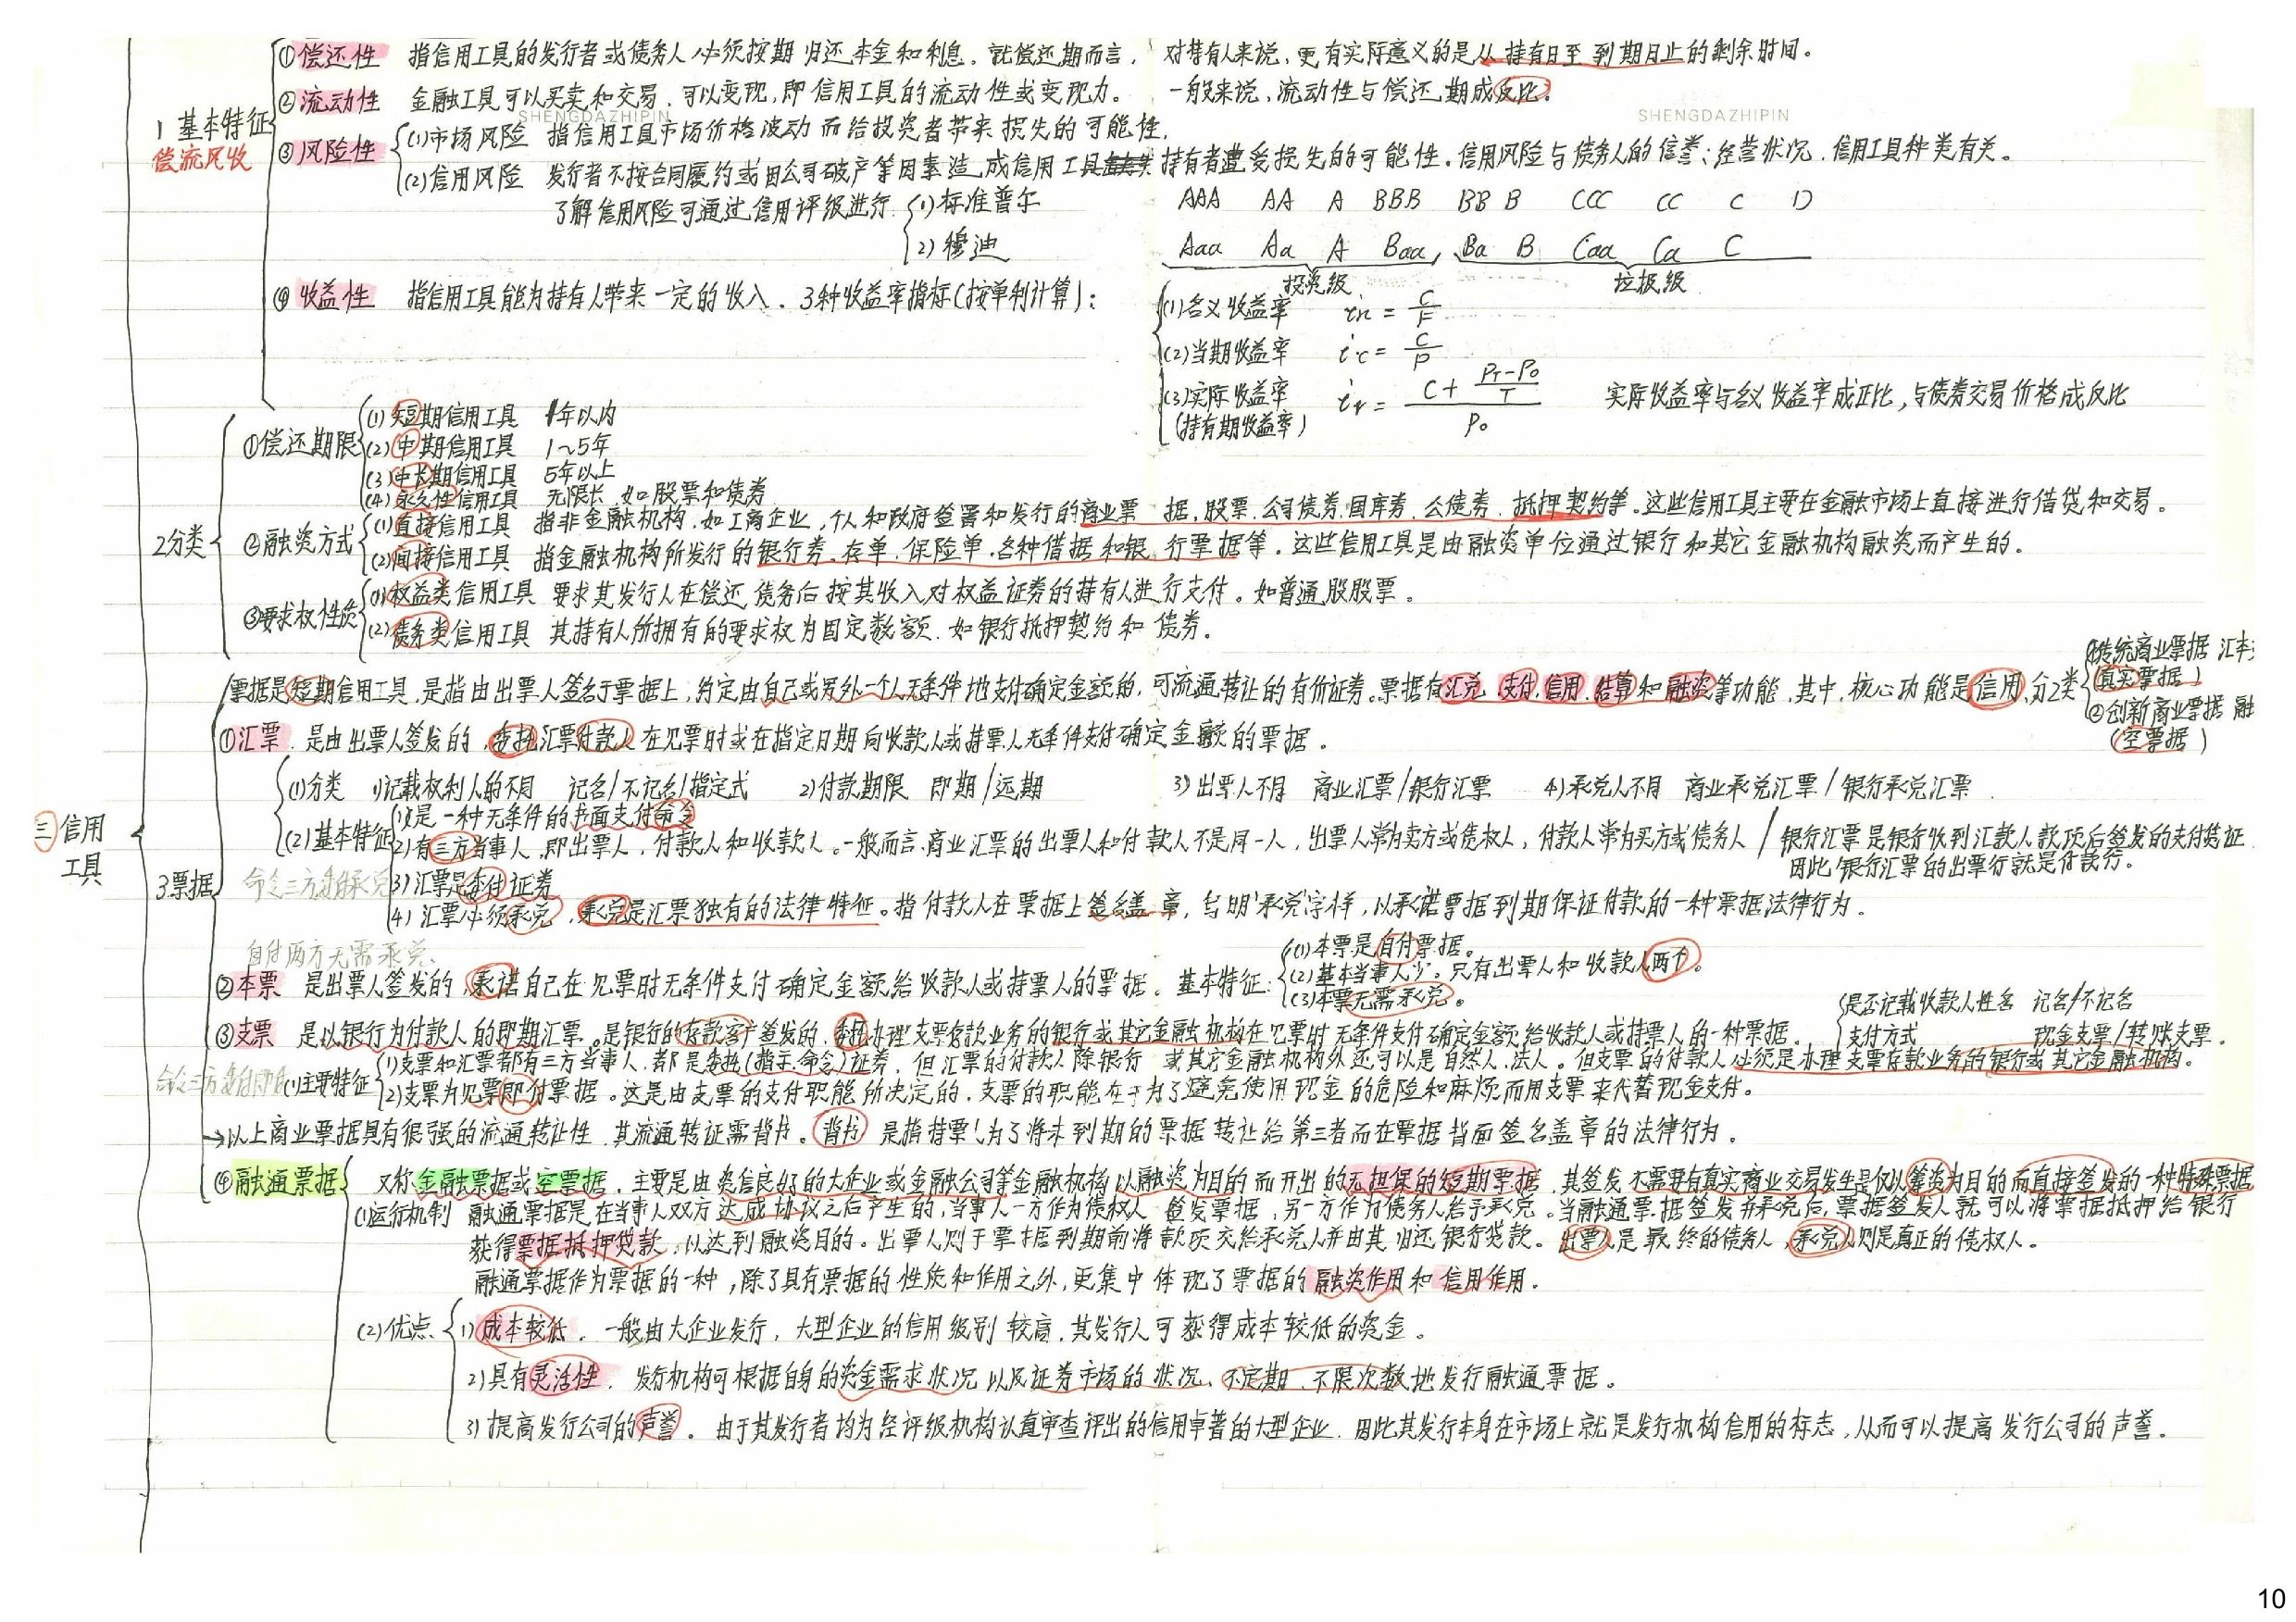 ①偿还性 指信用工具的发行者或债务人必须按期归还本金和利息。就偿还期而言，对持有人来说，更有实际意义的是从持有日至到期日止的剩余时间。
②流动性 金融工具可以买卖和交易，可以变现，即信用工具的流动性或变现力。一般来说，流动性与偿还期成反比。
SHENGDAZHIPIN SHENGDAZHIPIN
1 基本特征
偿流风收
③风险性
(1)市场风险 指信用工具市场价格波动而给投资者带来损失的可能性。
(2)信用风险 发行者不按合同履约或因公司破产等因素造成信用工具持有者遭受损失的可能性。信用风险与债务人的信誉、经营状况、信用工具种类有关。
了解信用风险可通过信用评级进行
(1)标准普尔 AAA AA A BBB BB B CCC CC C D
(2)穆迪 Aaa Aa A Baa, Ba B Caa Ca C
投资级 垃圾级
④收益性 指信用工具能为持有人带来一定的收入。3种收益率指标(按单利计算)：
(1)名义收益率 in = C/F
(2)当期收益率 ic = C/P
(3)实际收益率 ir = (C + (PT-P0)/T)/P0 实际收益率与名义收益率成正比，与债券交易价格成反比
(持有期收益率)
2分类
①偿还期限
(1)短期信用工具 1年以内
(2)中期信用工具 1~5年
(3)中长期信用工具 5年以上
(4)永久性信用工具 无限长 如股票和债券
②融资方式
(1)直接信用工具 指非金融机构，如工商企业，个人和政府签署和发行的商业票据，股票，公司债券，国库券，公债券，抵押契约等。这些信用工具主要在金融市场上直接进行借贷和交易。
(2)间接信用工具 指金融机构所发行的银行券、存单、保险单、各种借据和银行票据等。这些信用工具是由融资单位通过银行和其它金融机构融资而产生的。
③要求权性质
(1)权益类信用工具 要求其发行人在偿还债务后按其收入对权益证券的持有人进行支付。如普通股股票。
(2)债务类信用工具 其持有人所拥有的要求权为固定数额，如银行抵押契约和债券。
三 信用工具
3票据
票据是短期信用工具，是指由出票人签名于票据上，约定由自己或另外一个人无条件地支付确定金额的，可流通转让的有价证券。票据有汇兑、支付、信用、结算和融资等功能，其中，核心功能是信用，分2类
①传统商业票据 汇本
(真实票据)
②创新商业票据 融
(空票据)
①汇票 是由出票人签发的，委托汇票付款人在见票时或在指定日期向收款人或持票人无条件支付确定金额的票据。
(1)分类 1)记载权利人的不同 记名/不记名/指定式 2)付款期限 即期/远期 3)出票人不同 商业汇票/银行汇票 4)承兑人不同 商业承兑汇票/银行承兑汇票
(2)基本特征
1)是一种无条件的书面支付命令
2)有三方当事人，即出票人，付款人和收款人。一般而言，商业汇票的出票人和付款人不是同一人，出票人常为卖方或债权人，付款人常为买方或债务人/银行汇票是银行收到汇款人款项后签发的支付凭证
因此，银行汇票的出票行就是付款行。
3)汇票是委付证券
4)汇票必须承兑，承兑是汇票独有的法律特征。指付款人在票据上签名盖章，写明'承兑'字样，以承诺票据到期保证付款的一种票据法律行为。
自付两方无需承兑、
②本票 是出票人签发的，承诺自己在见票时无条件支付确定金额给收款人或持票人的票据。基本特征：
(1)本票是自付票据。
(2)基本当事人少。只有出票人和收款人两个。
(3)本票无需承兑。
③支票 是以银行为付款人的即期汇票。是银行的存款客户签发的，委托办理支票存款业务的银行或其它金融机构在见票时无条件支付确定金额给收款人或持票人的一种票据。
是否记载收款人姓名 记名/不记名
支付方式 现金支票/转账支票。
(1)主要特征
1)支票和汇票都有三方当事人，都是委托(指示、命令)证券，但汇票的付款人除银行或其它金融机构外还可以是自然人、法人。但支票的付款人必须是办理支票存款业务的银行或其它金融机构。
2)支票为见票即付票据。这是由支票的支付职能所决定的，支票的职能在于为了避免使用现金的危险和麻烦而用支票来代替现金支付。
→以上商业票据具有很强的流通转让性，其流通转证需背书。背书 是指持票人为了将未到期的票据转让给第三者而在票据背面签名盖章的法律行为。
④融通票据 又称金融票据或空票据，主要是由资信良好的大企业或金融公司等金融机构以融资为目的而开出的无担保的短期票据，其签发不需要有真实商业交易发生是仅以筹资为目的而直接签发的一种特殊票据
(1)运行机制 融通票据是在当事人双方达成协议之后产生的，当事人一方作为债权人签发票据，另一方作为债务人给予承兑。当融通票据签发并承兑后，票据签发人就可以将票据抵押给银行
获得票据抵押贷款，以达到融资目的。出票人则于票据到期前将款项交给承兑人并由其归还银行贷款。出票人是最终的债务人，承兑人则是真正的债权人。
融通票据作为票据的一种，除了具有票据的性质和作用之外，更集中体现了票据的融资作用和信用作用。
(2)优点
1)成本较低。一般由大企业发行，大型企业的信用级别较高，其发行人可获得成本较低的资金。
2)具有灵活性。发行机构可根据自身的资金需求状况以及证券市场的状况，不定期、不限次数地发行融通票据。
3)提高发行公司的声誉。由于其发行者均为经评级机构认真审查评出的信用卓著的大型企业，因此其发行本身在市场上就是发行机构信用的标志，从而可以提高发行公司的声誉。
10